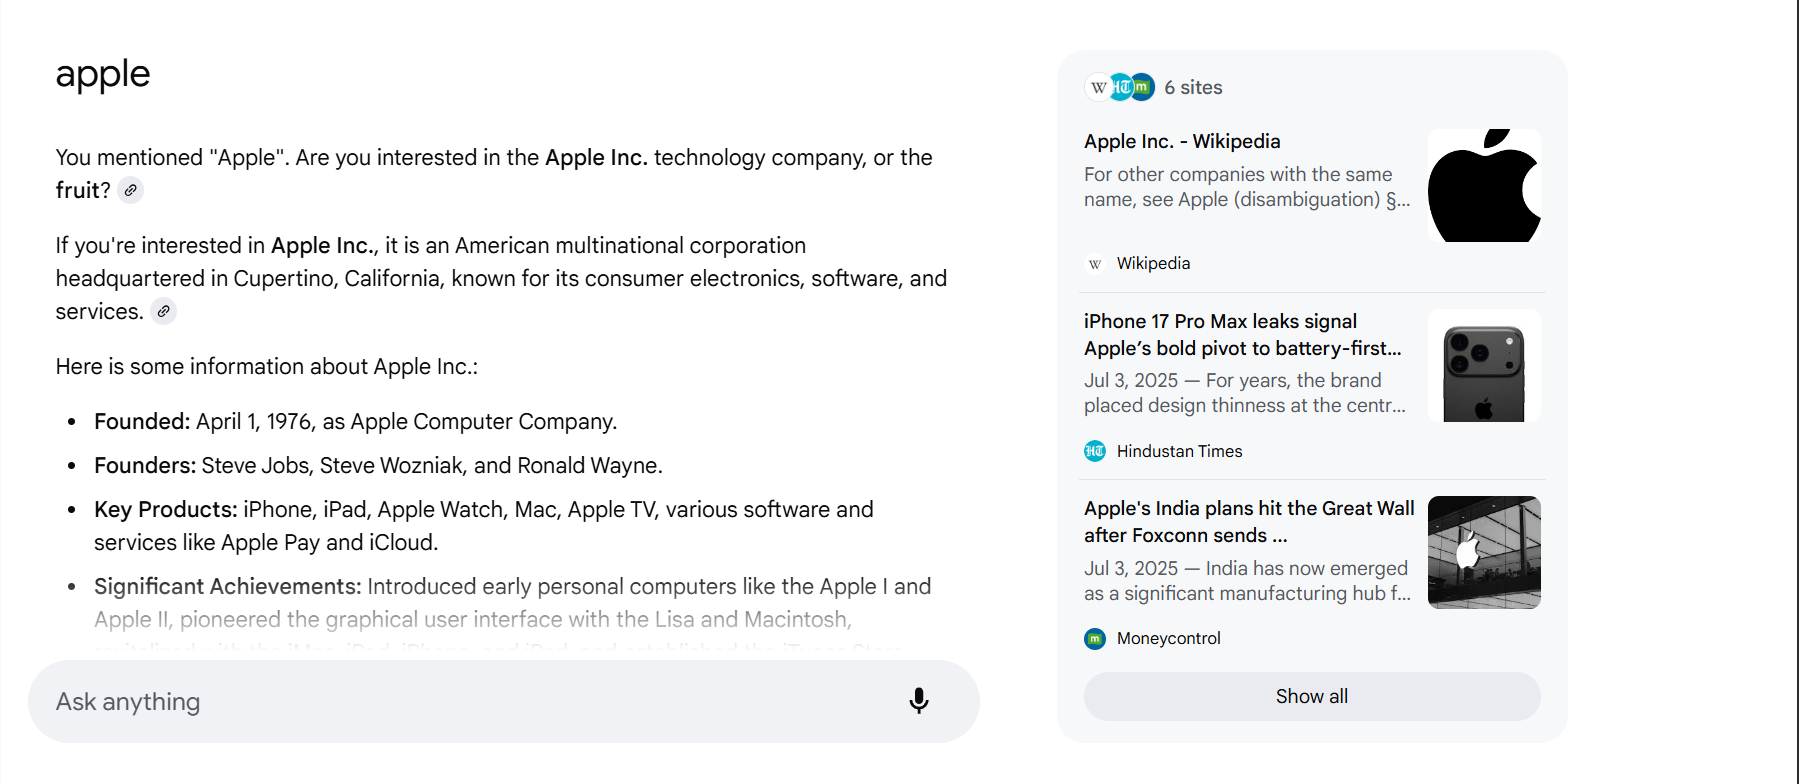 apple
You mentioned "Apple". Are you interested in the Apple Inc. technology company, or the
fruit?
If you're interested in Apple Inc., it is an American multinational corporation
headquartered in Cupertino, California, known for its consumer electronics, software, and
services.
Here is some information about Apple Inc.:
• Founded: April 1, 1976, as Apple Computer Company.
• Founders: Steve Jobs, Steve Wozniak, and Ronald Wayne.
• Key Products: iPhone, iPad, Apple Watch, Mac, Apple TV, various software and
services like Apple Pay and iCloud.
• Significant Achievements: Introduced early personal computers like the Apple I and
Apple II, pioneered the graphical user interface with the Lisa and Macintosh,
Ask anything
W HT m 6 sites
Apple Inc. - Wikipedia
For other companies with the same
name, see Apple (disambiguation) §...
W Wikipedia
iPhone 17 Pro Max leaks signal
Apple’s bold pivot to battery-first...
Jul 3, 2025 — For years, the brand
placed design thinness at the centr...
HT Hindustan Times
Apple's India plans hit the Great Wall
after Foxconn sends ...
Jul 3, 2025 — India has now emerged
as a significant manufacturing hub f...
m Moneycontrol
Show all